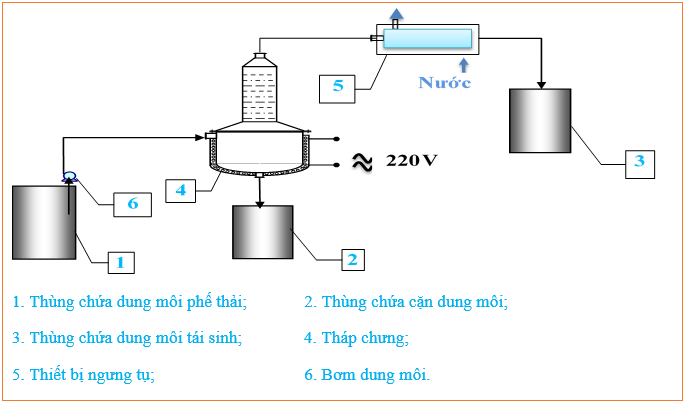 5
Nước
3
220V
4
6
1
2
1. Thùng chứa dung môi phế thải;
2. Thùng chứa cặn dung môi;
3. Thùng chứa dung môi tái sinh;
4. Tháp chưng;
5. Thiết bị ngưng tụ;
6. Bơm dung môi.